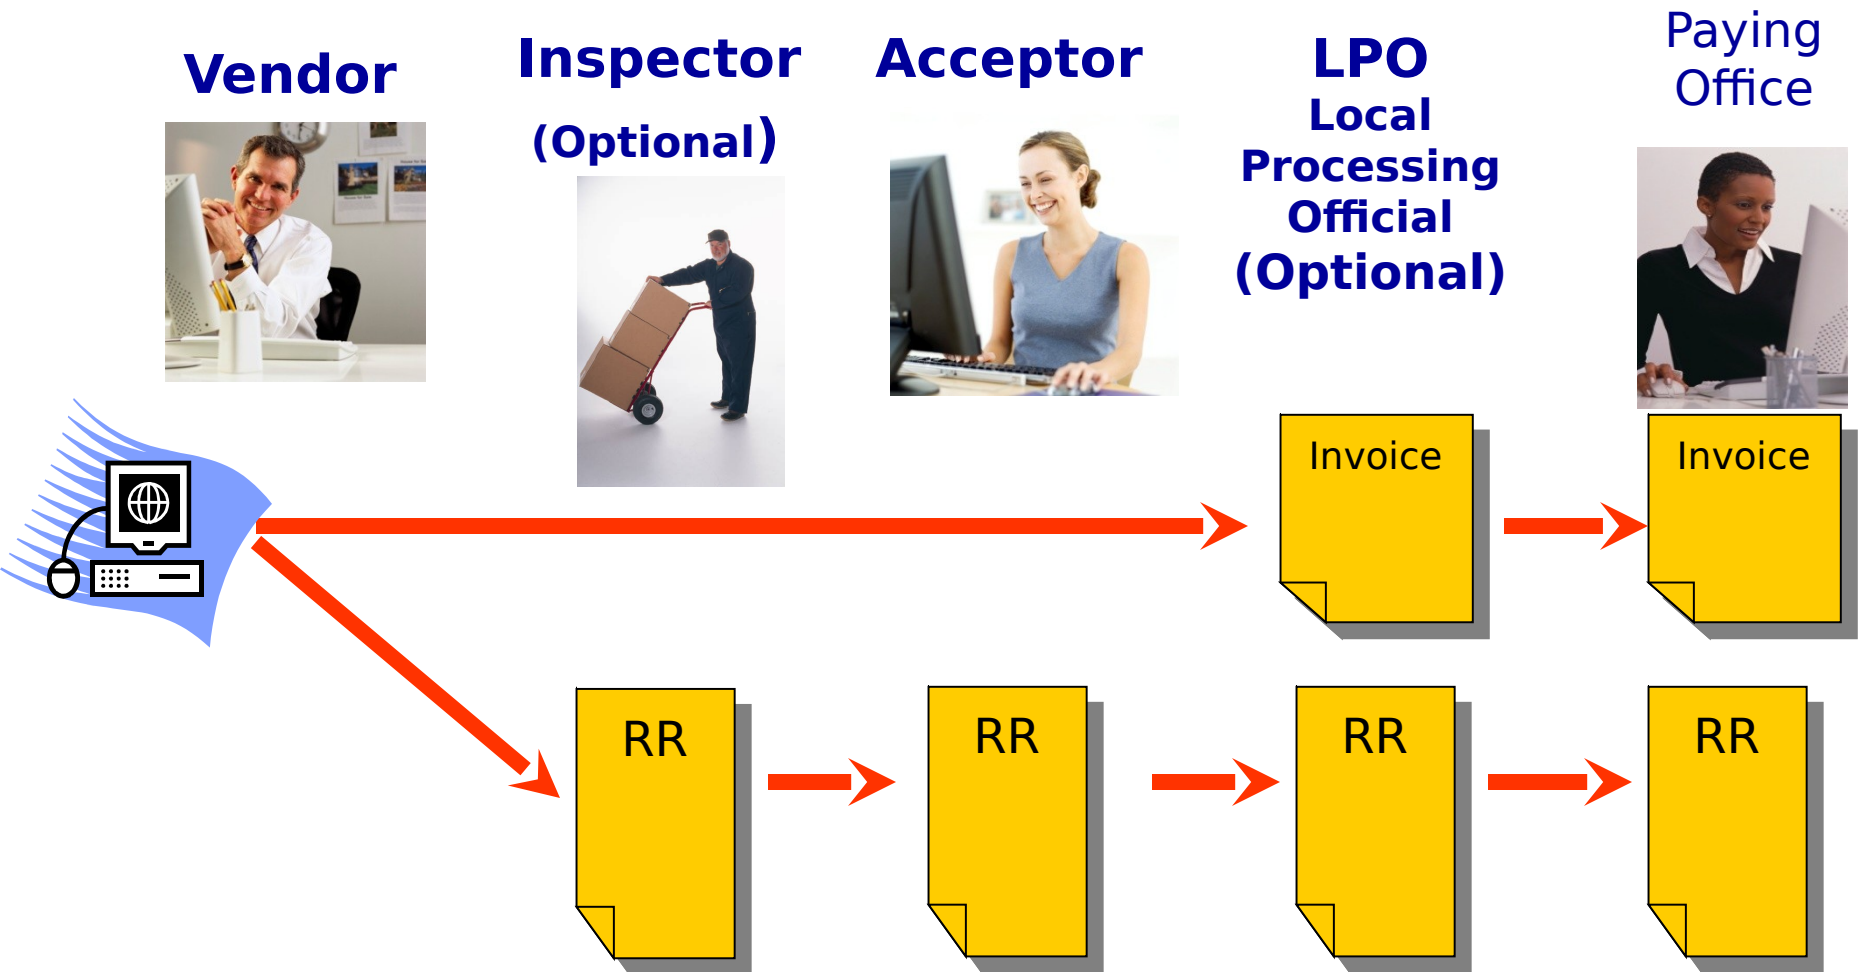 Vendor
Inspector
(Optional)
Acceptor
LPO
Local
Processing
Official
(Optional)
Paying
Office
Invoice
Invoice
RR
RR
RR
RR